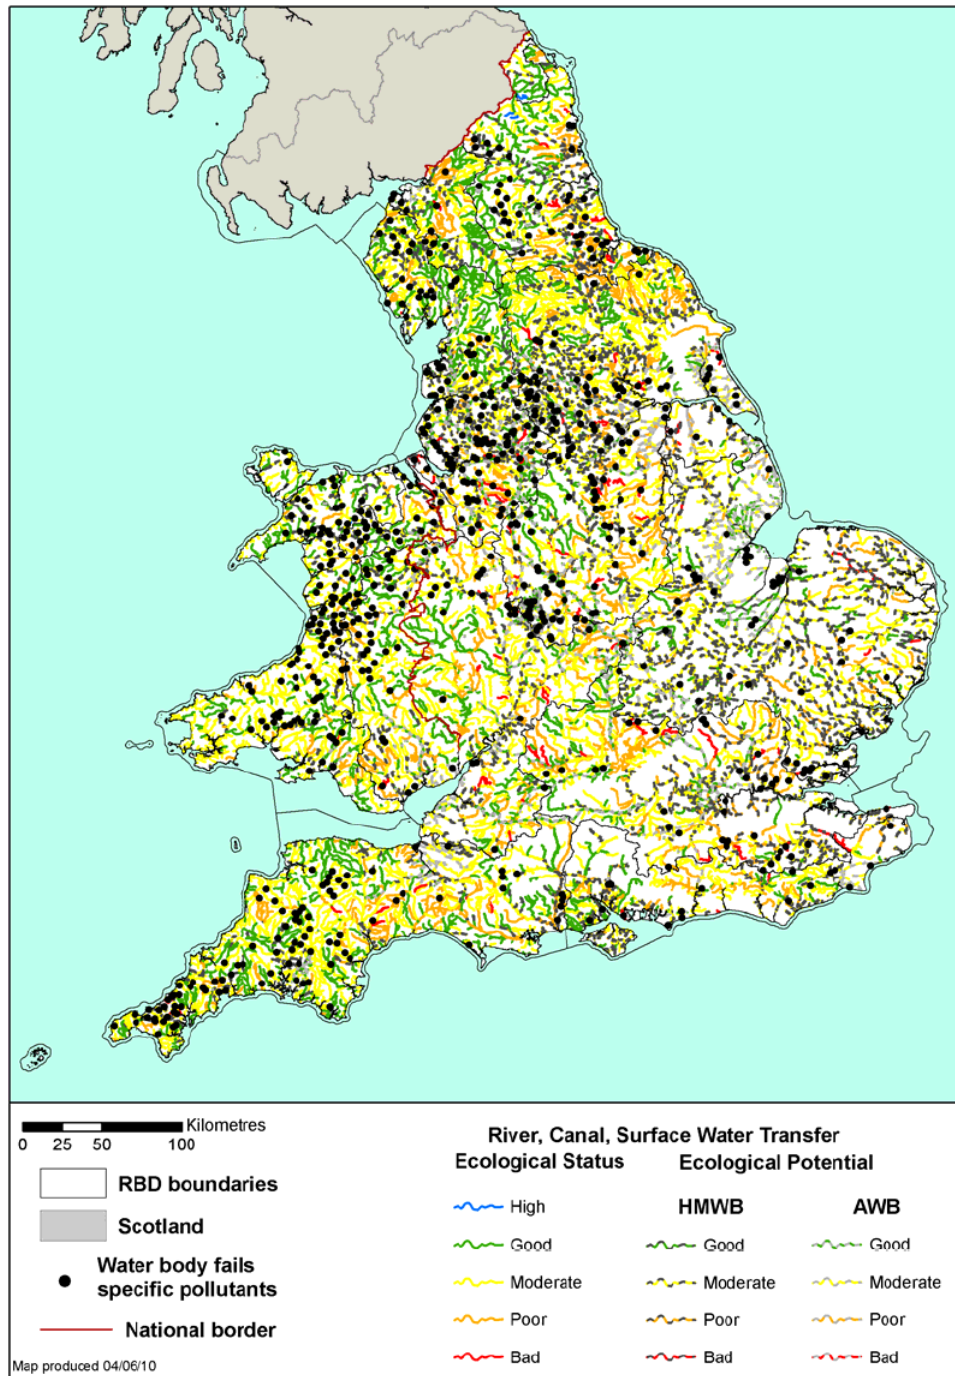 Kilometres
0 25 50 100
RBD boundaries
Scotland
Water body fails
specific pollutants
National border
Map produced 04/06/10
River, Canal, Surface Water Transfer
Ecological Status Ecological Potential
High HMWB AWB
Good Good Good
Moderate Moderate Moderate
Poor Poor Poor
Bad Bad Bad